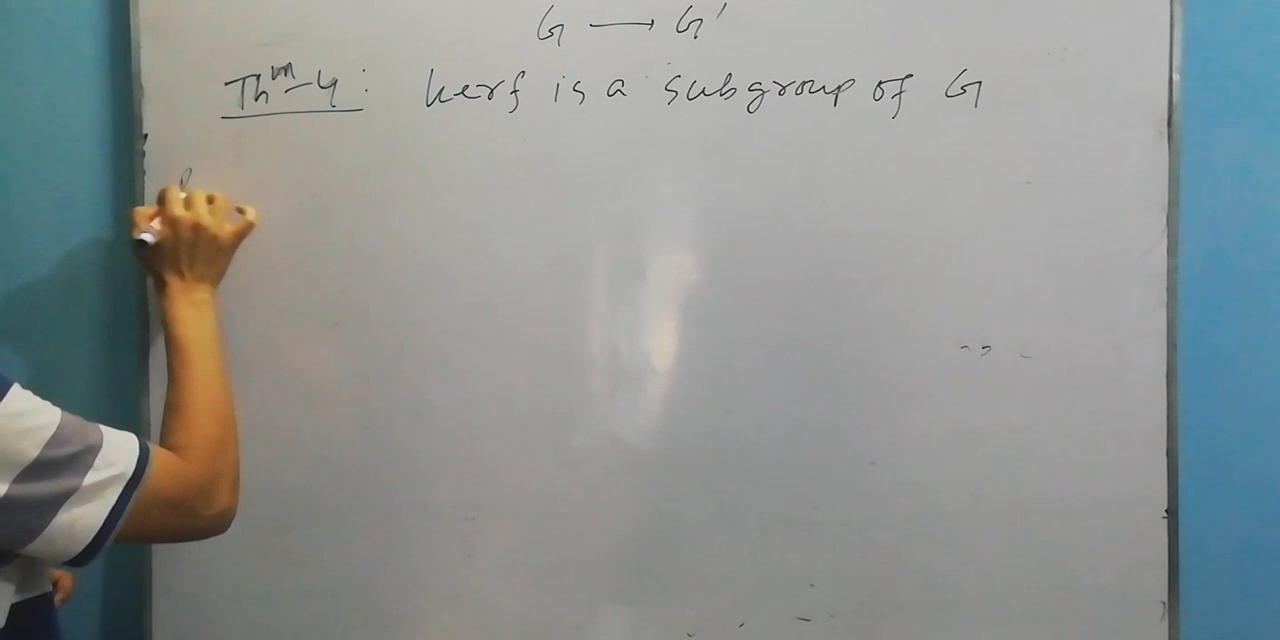 G → G'
Thm-4: kerf is a subgroup of G